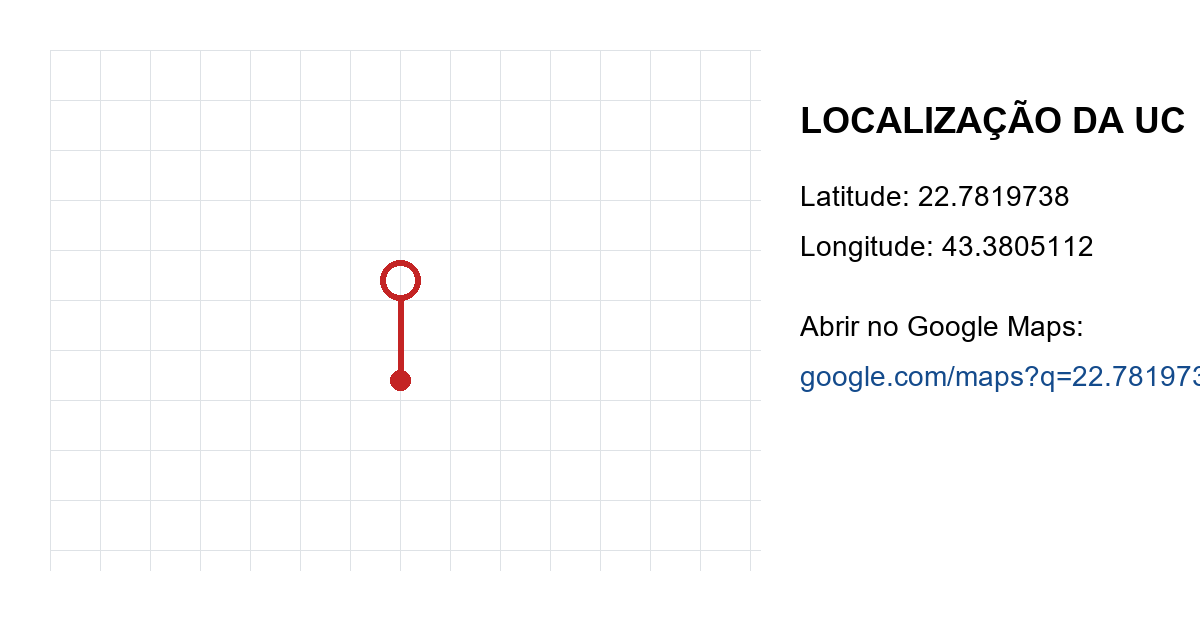 LOCALIZAÇÃO DA UC
Latitude: 22.7819738
Longitude: 43.3805112
Abrir no Google Maps:
google.com/maps?q=22.781973